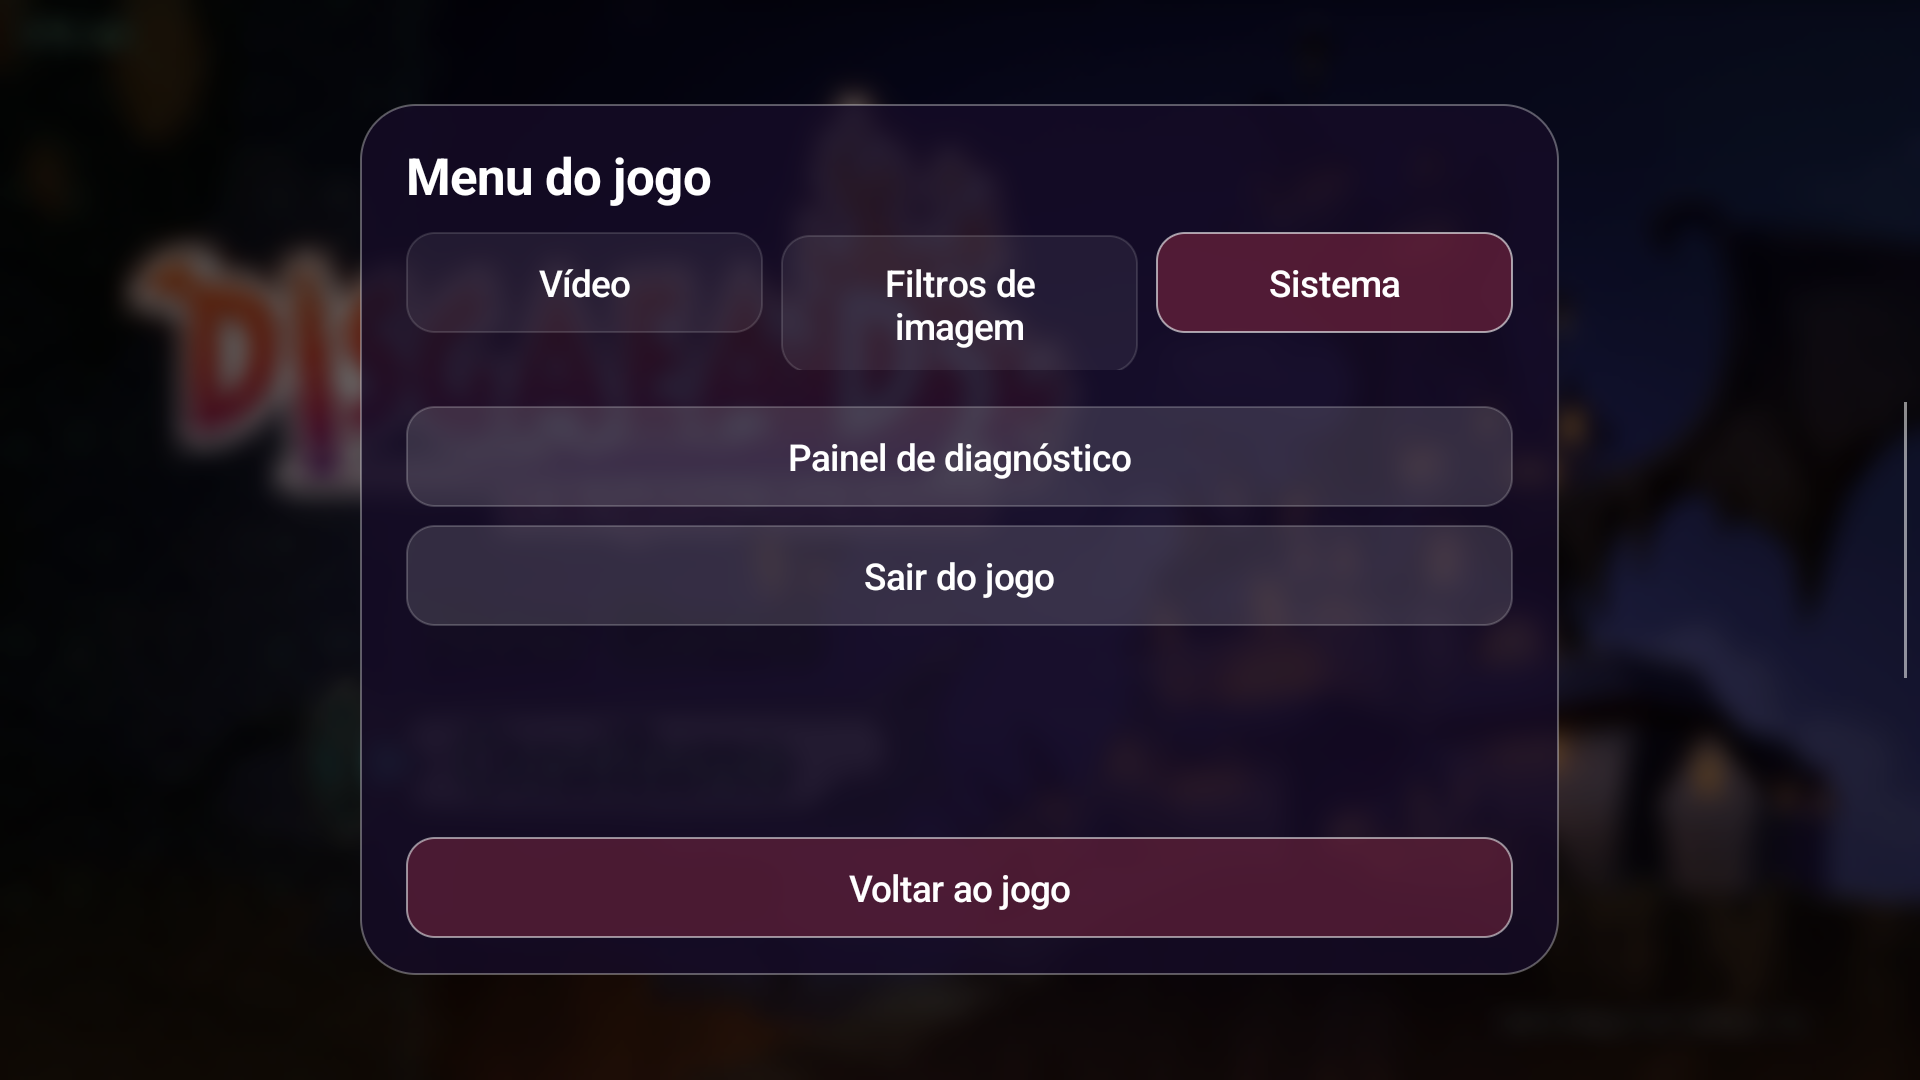 Menu do jogo
Vídeo
Filtros de
imagem
Sistema
Painel de diagnóstico
Sair do jogo
Voltar ao jogo